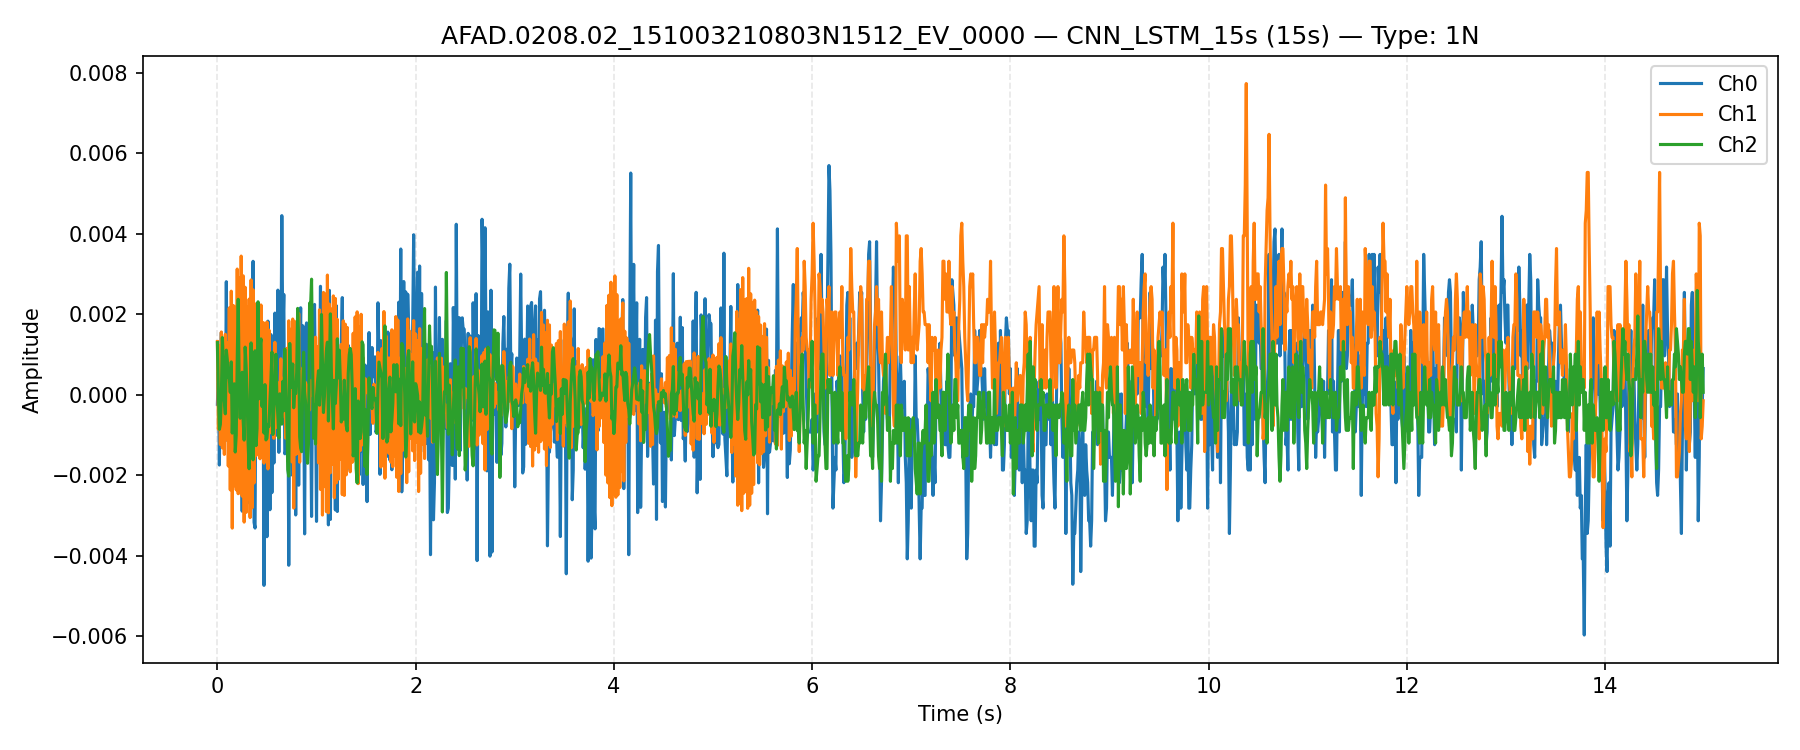 AFAD.0208.02_151003210803N1512_EV_0000 — CNN_LSTM_15s (15s) — Type: 1N
Ch0
Ch1
Ch2
0.008
0.006
0.004
0.002
0.000
−0.002
−0.004
−0.006
Amplitude
0 2 4 6 8 10 12 14
Time (s)